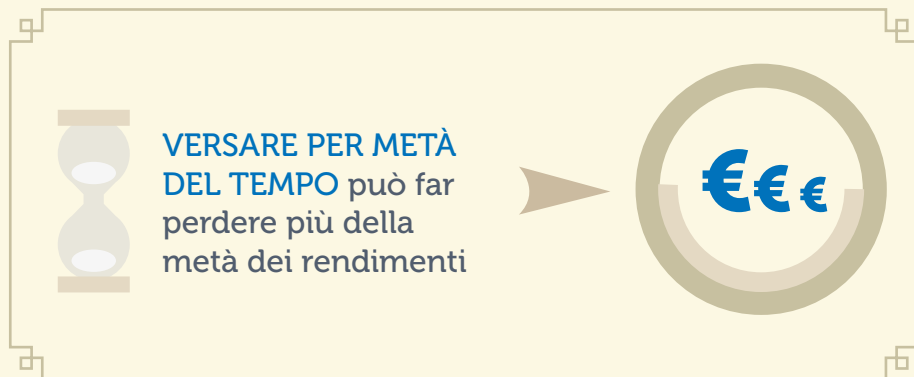 VERSARE PER METÀ
DEL TEMPO può far
perdere più della
metà dei rendimenti
€€€